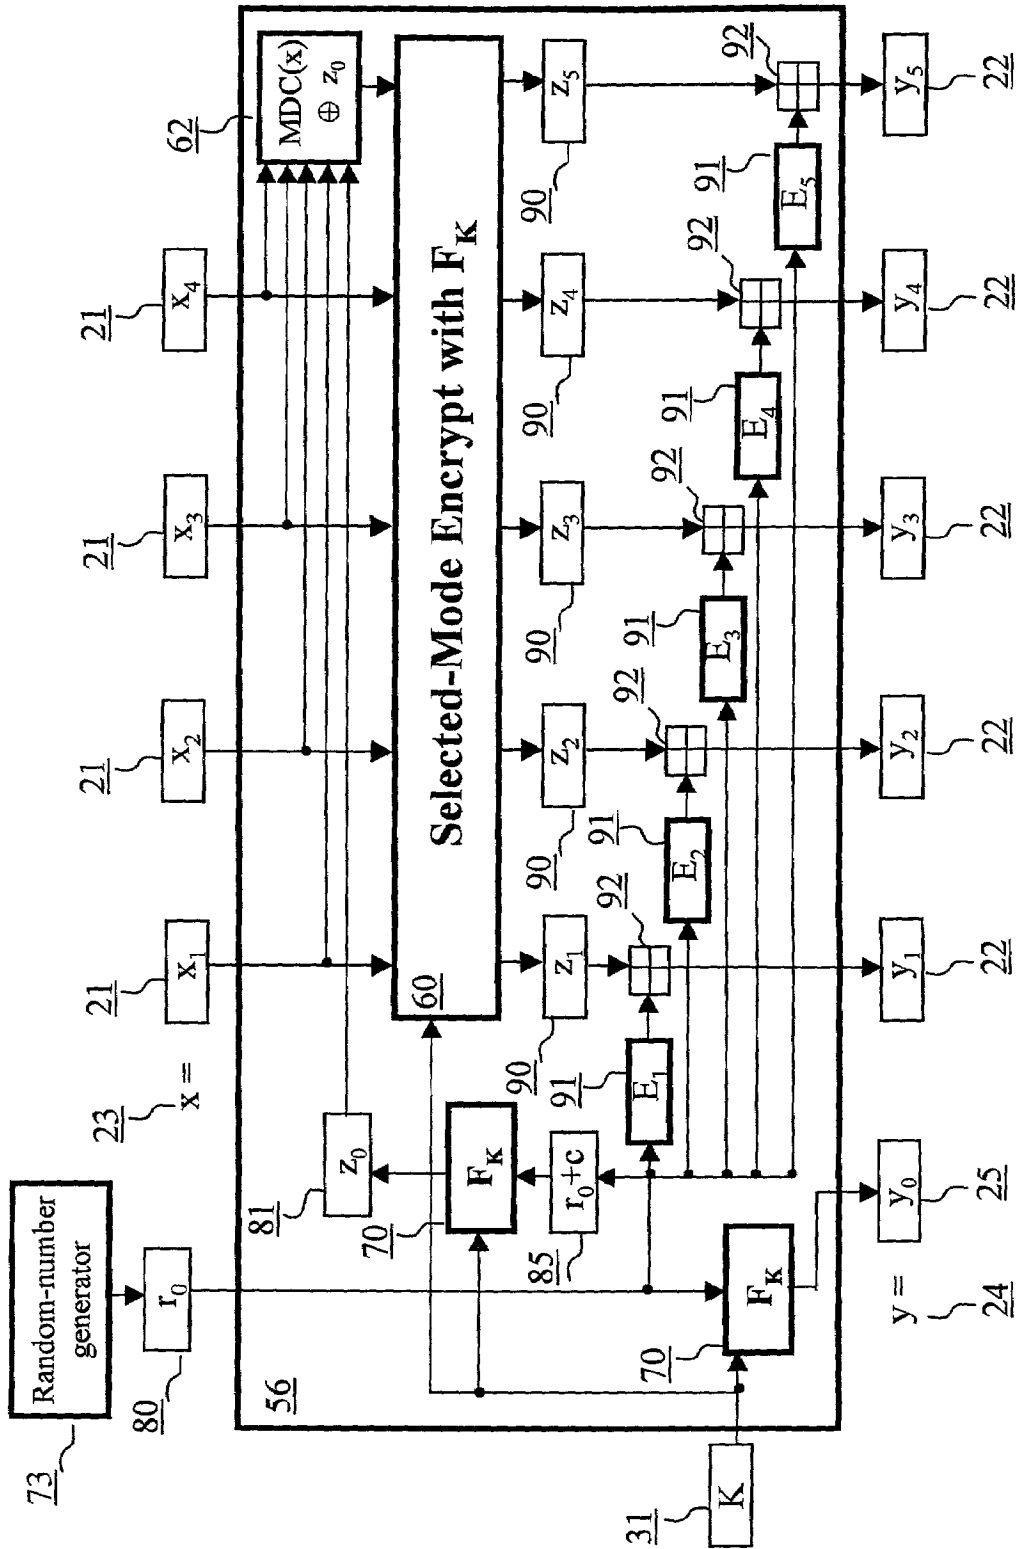 Random-number
generator
73
r0
80
23
x =
x1
21
x2
21
x3
21
x4
21
56
z0
81
MDC(x)
⊕ z0
62
FK
70
r0+c
85
60
Selected-Mode Encrypt with FK
z1
90
z2
90
z3
90
z4
90
z5
90
E1
91
92
E2
91
92
E3
91
92
E4
91
92
E5
91
92
FK
70
K
31
y =
24
y0
25
y1
22
y2
22
y3
22
y4
22
y5
22